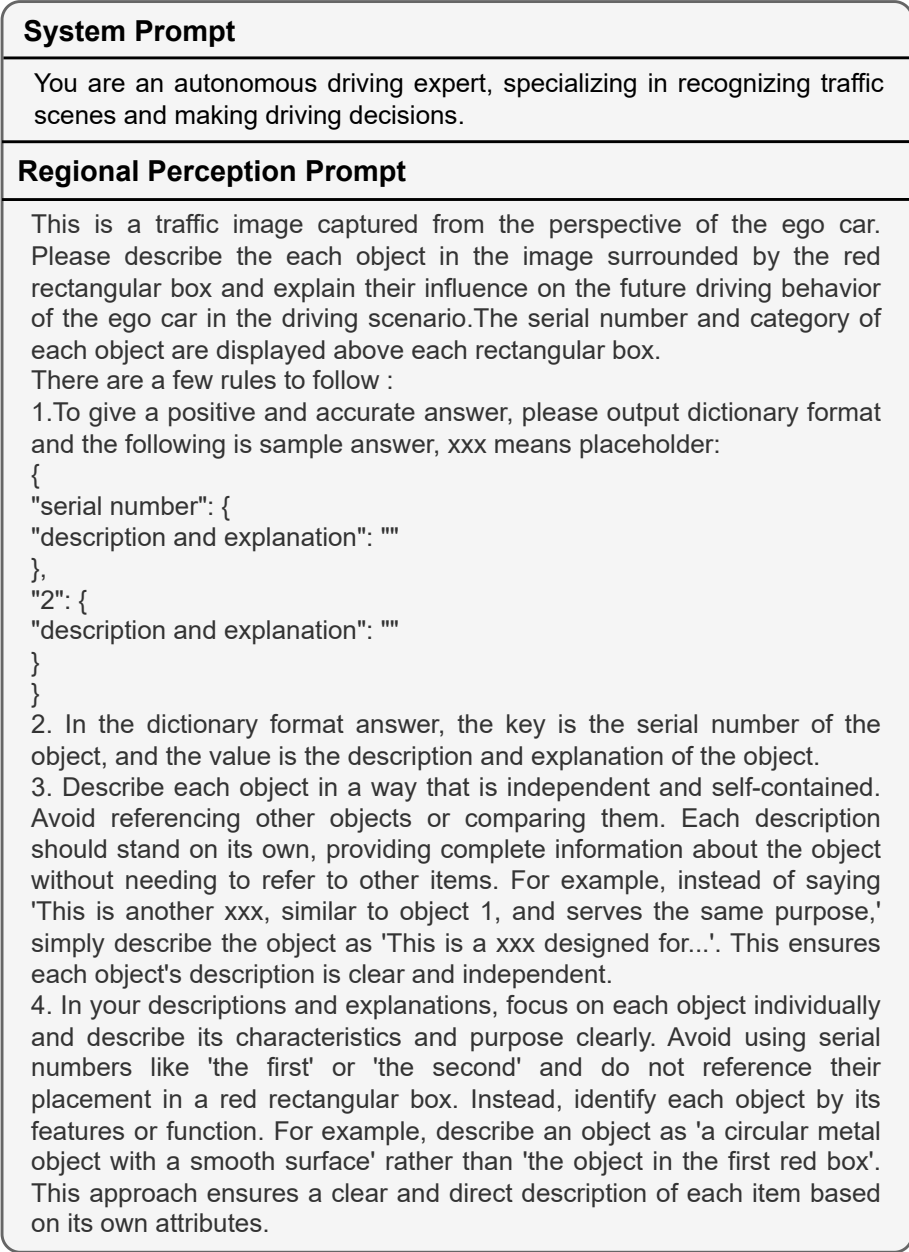 System Prompt
You are an autonomous driving expert, specializing in recognizing traffic
scenes and making driving decisions.
Regional Perception Prompt
This is a traffic image captured from the perspective of the ego car.
Please describe the each object in the image surrounded by the red
rectangular box and explain their influence on the future driving behavior
of the ego car in the driving scenario.The serial number and category of
each object are displayed above each rectangular box.
There are a few rules to follow :
1.To give a positive and accurate answer, please output dictionary format
and the following is sample answer, xxx means placeholder:
{
"serial number": {
"description and explanation": ""
},
"2": {
"description and explanation": ""
}
}
2. In the dictionary format answer, the key is the serial number of the
object, and the value is the description and explanation of the object.
3. Describe each object in a way that is independent and self-contained.
Avoid referencing other objects or comparing them. Each description
should stand on its own, providing complete information about the object
without needing to refer to other items. For example, instead of saying
'This is another xxx, similar to object 1, and serves the same purpose,'
simply describe the object as 'This is a xxx designed for...'. This ensures
each object's description is clear and independent.
4. In your descriptions and explanations, focus on each object individually
and describe its characteristics and purpose clearly. Avoid using serial
numbers like 'the first' or 'the second' and do not reference their
placement in a red rectangular box. Instead, identify each object by its
features or function. For example, describe an object as 'a circular metal
object with a smooth surface' rather than 'the object in the first red box'.
This approach ensures a clear and direct description of each item based
on its own attributes.